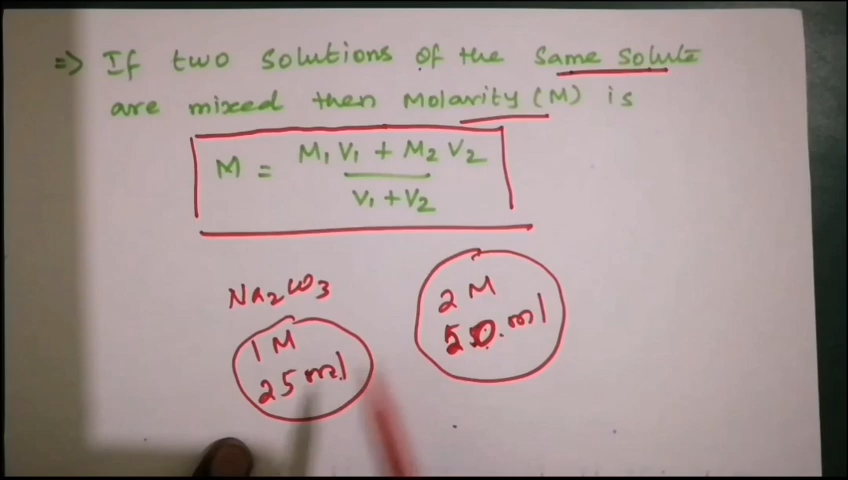 => If two solutions of the same solute
are mixed then Molarity (M) is
M = M₁ V₁ + M₂ V₂
V₁ + V₂
Na₂CO₃
1 M
25 ml
2 M
50 ml